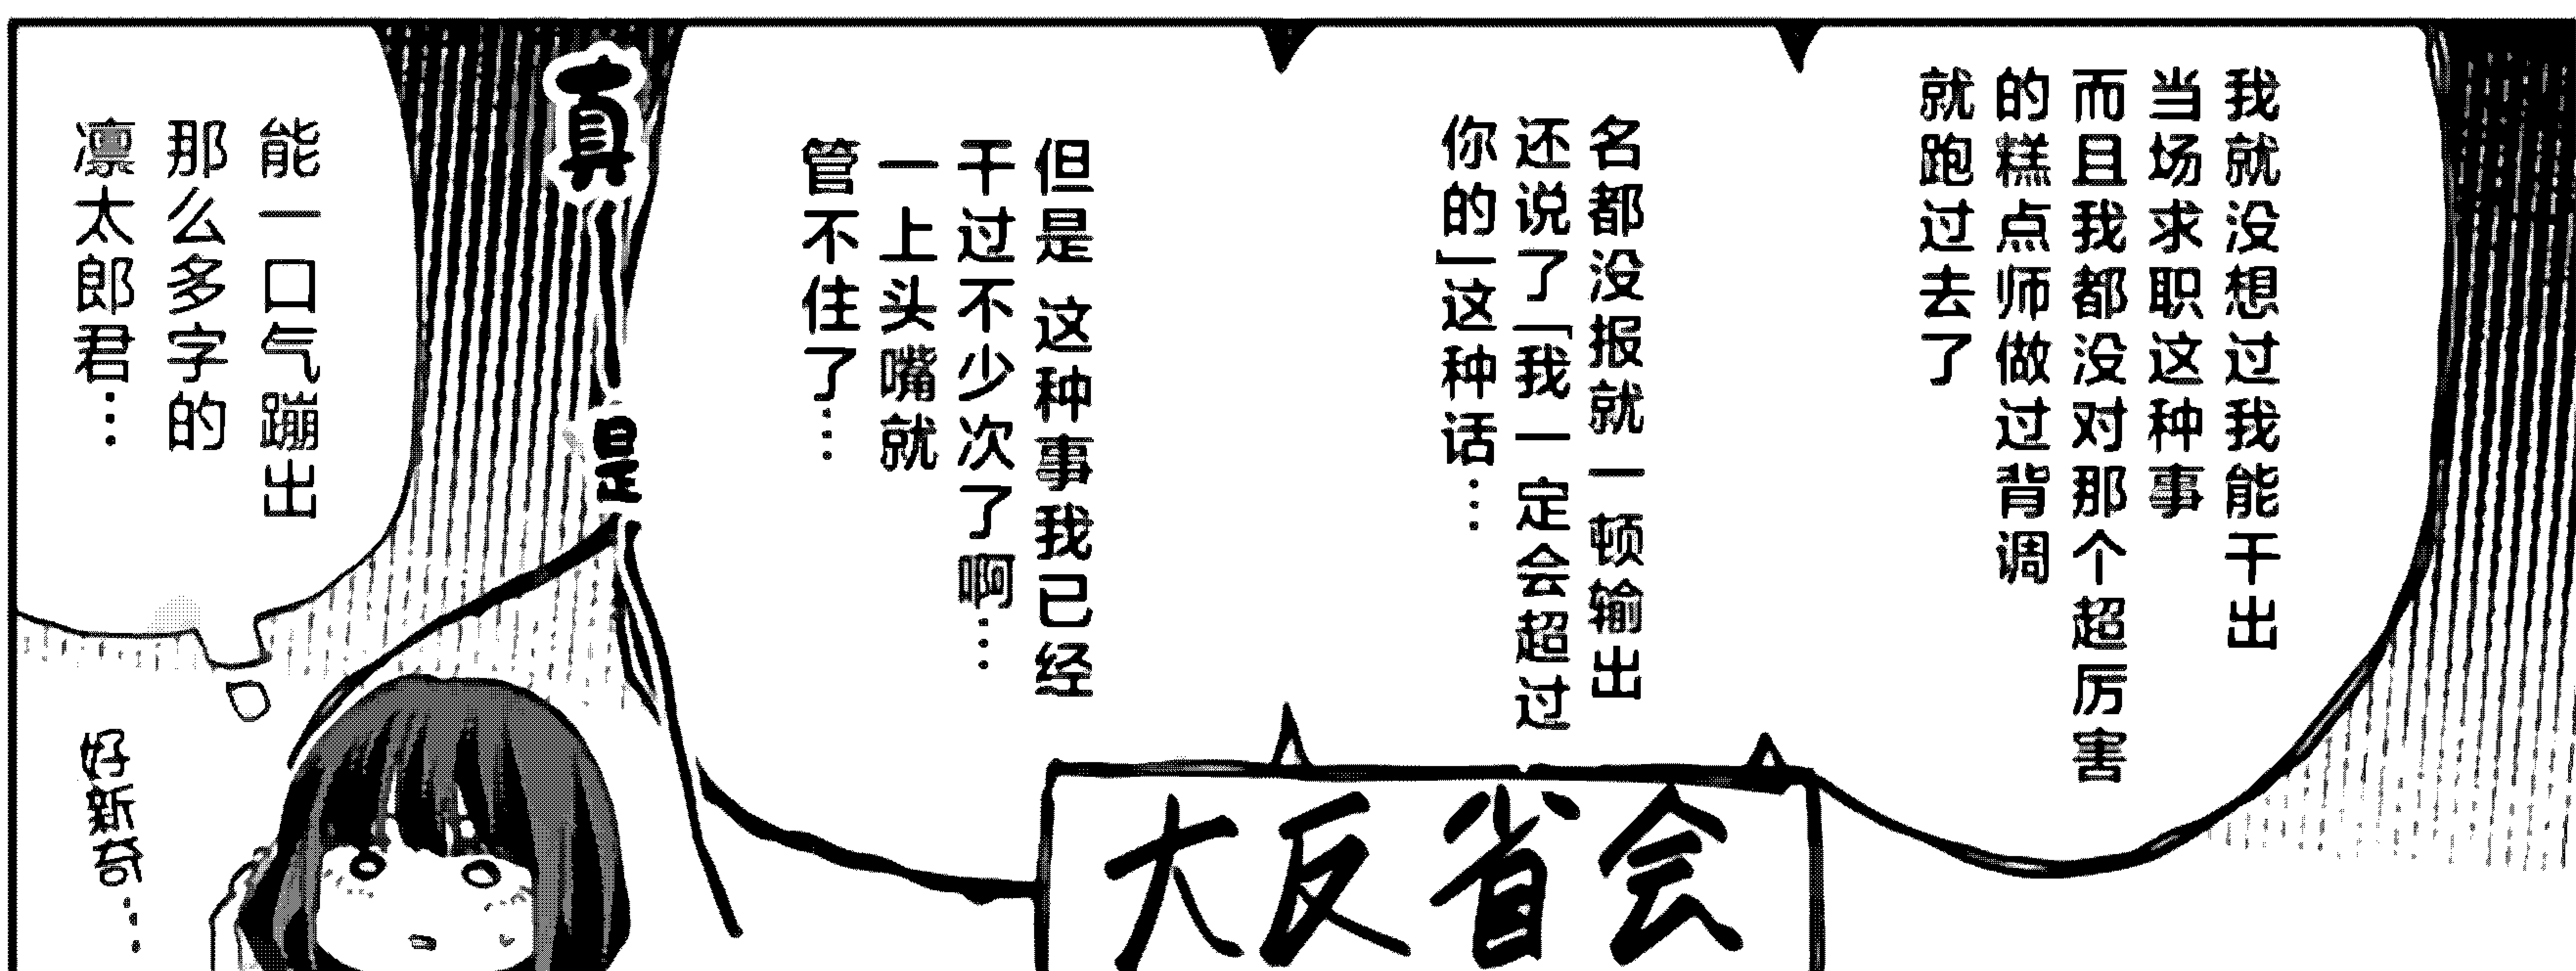 我就没想过我能干出
当场求职这种事
而且我都没对那个超厉害
的糕点师做过背调
就跑过去了
名都没报就一顿输出
还说了「我一定会超过
你的」这种话…
但是 这种事我已经
干过不少次了啊…
一上头嘴就
管不住了…
大反省会
真是
能一口气蹦出
那么多字的
凛太郎君…
好新奇…